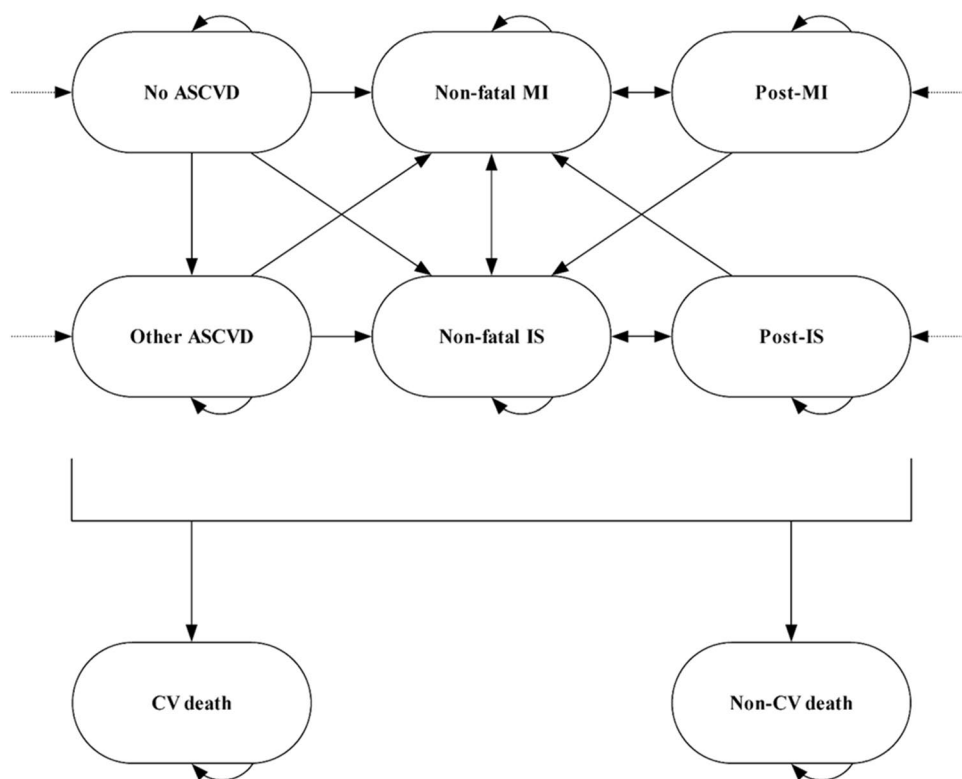 No ASCVD
Non-fatal MI
Post-MI
Other ASCVD
Non-fatal IS
Post-IS
CV death
Non-CV death